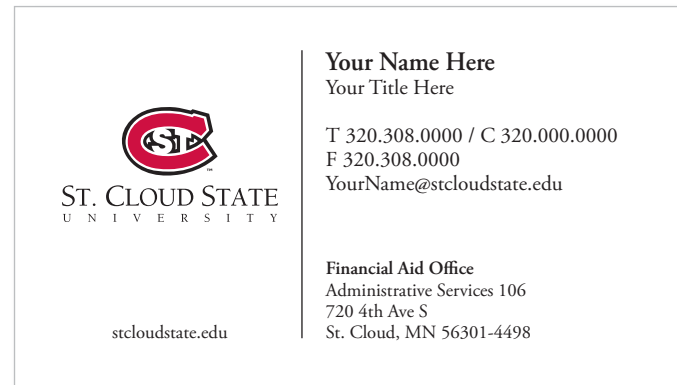 ST
™
ST. CLOUD STATE
UNIVERSITY
stcloudstate.edu
Your Name Here
Your Title Here
T 320.308.0000 / C 320.000.0000
F 320.308.0000
YourName@stcloudstate.edu
Financial Aid Office
Administrative Services 106
720 4th Ave S
St. Cloud, MN 56301-4498